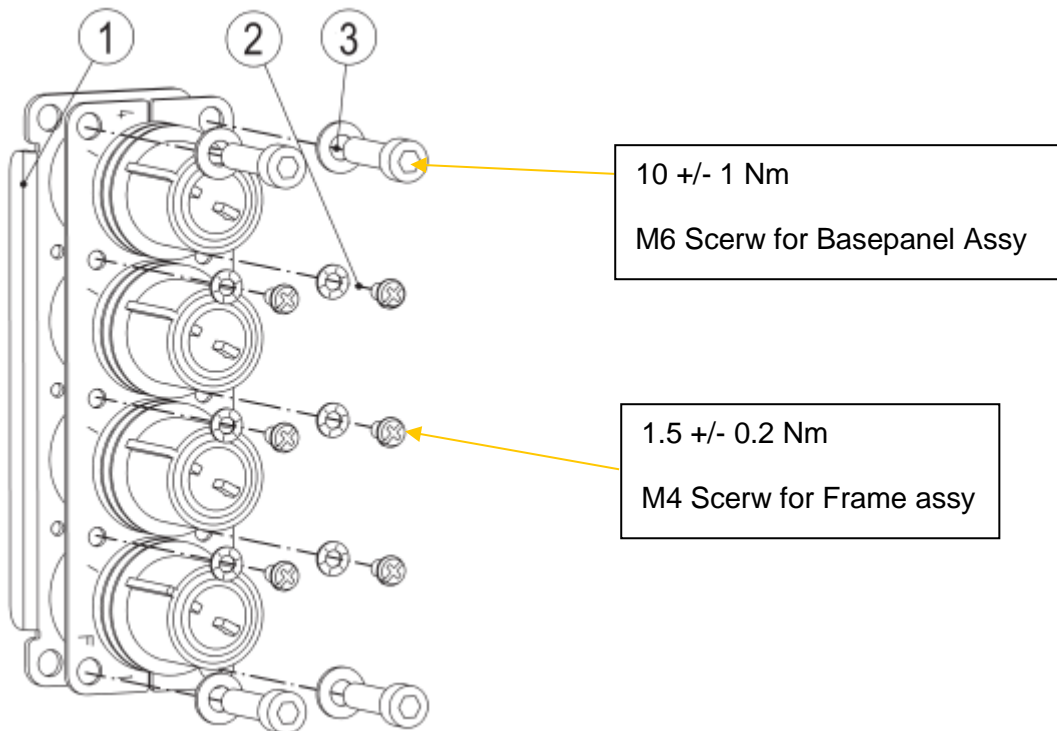 1
2
3
10 +/- 1 Nm
M6 Scerw for Basepanel Assy
1.5 +/- 0.2 Nm
M4 Scerw for Frame assy